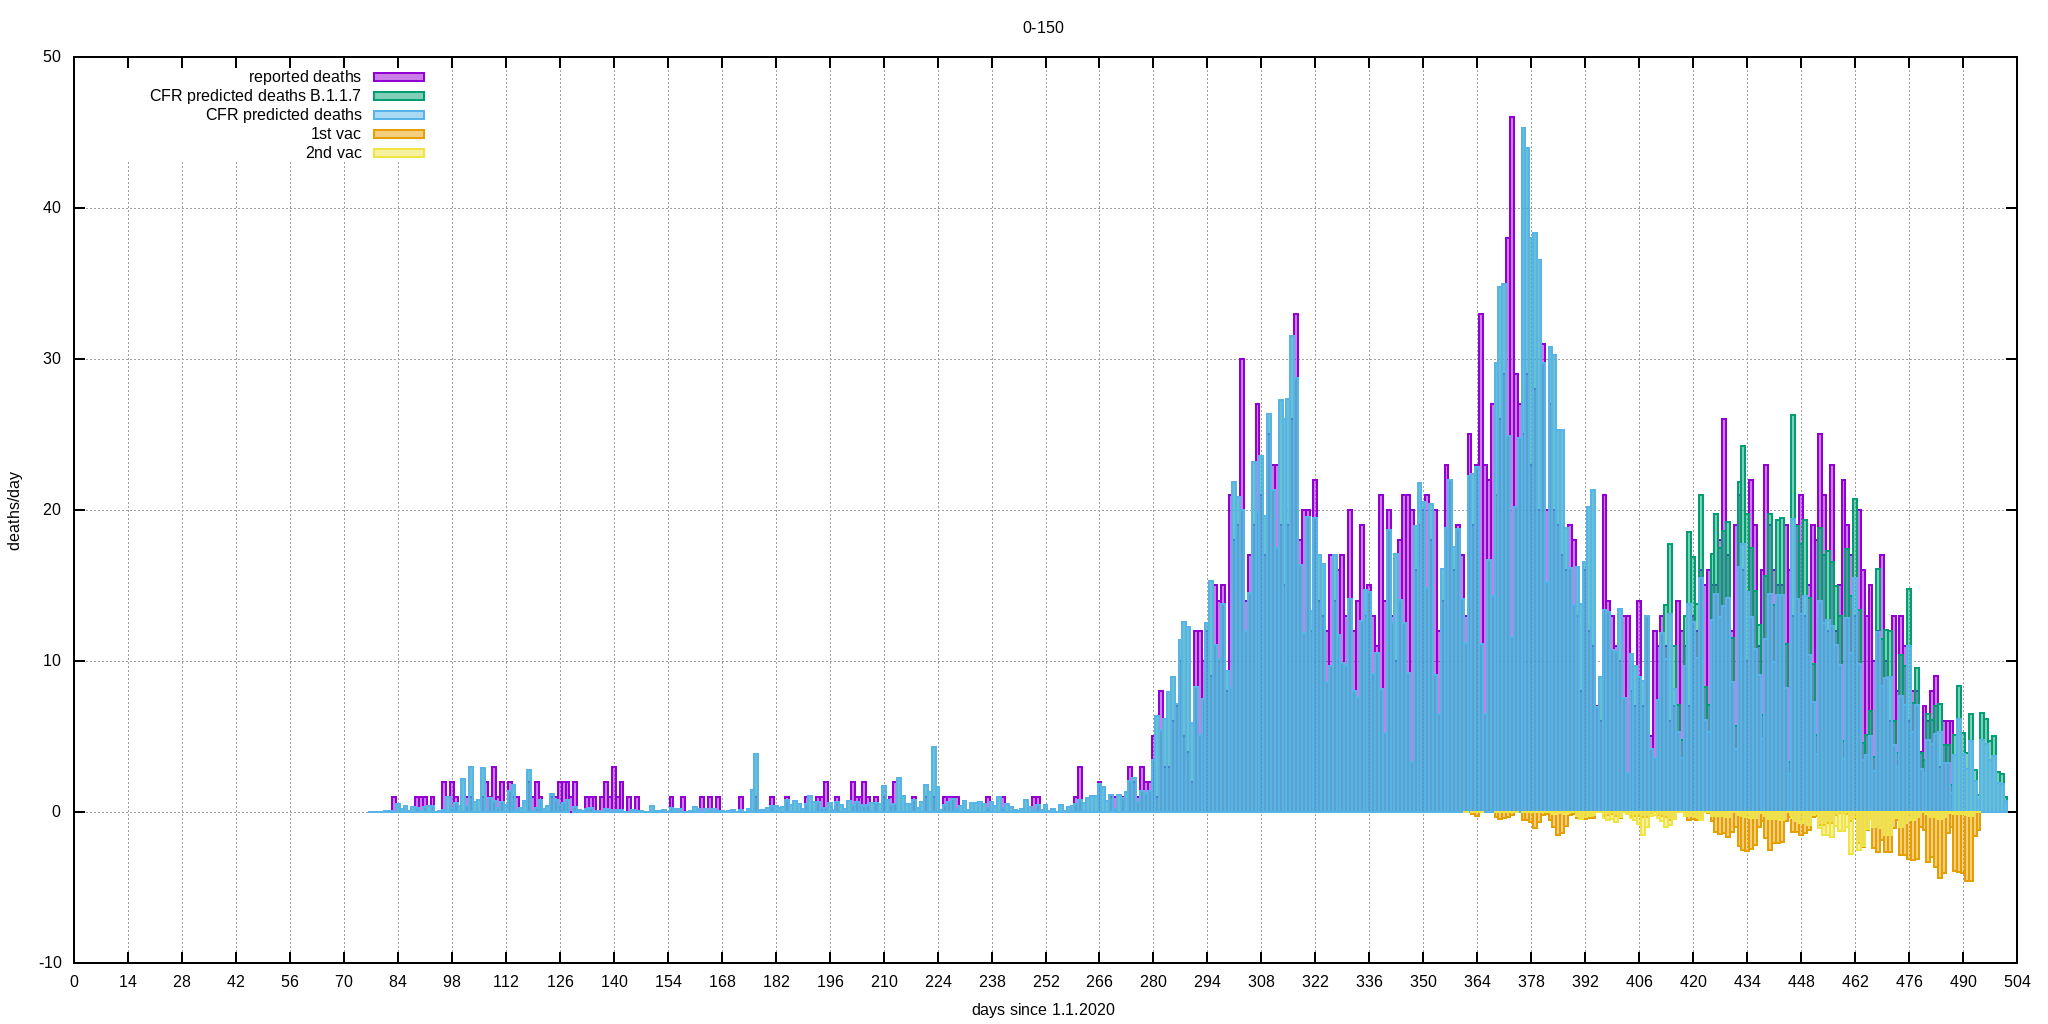 0-150
50
40
30
20
10
0
-10
deaths/day
reported deaths
CFR predicted deaths B.1.1.7
CFR predicted deaths
1st vac
2nd vac
0 14 28 42 56 70 84 98 112 126 140 154 168 182 196 210 224 238 252 266 280 294 308 322 336 350 364 378 392 406 420 434 448 462 476 490 504
days since 1.1.2020